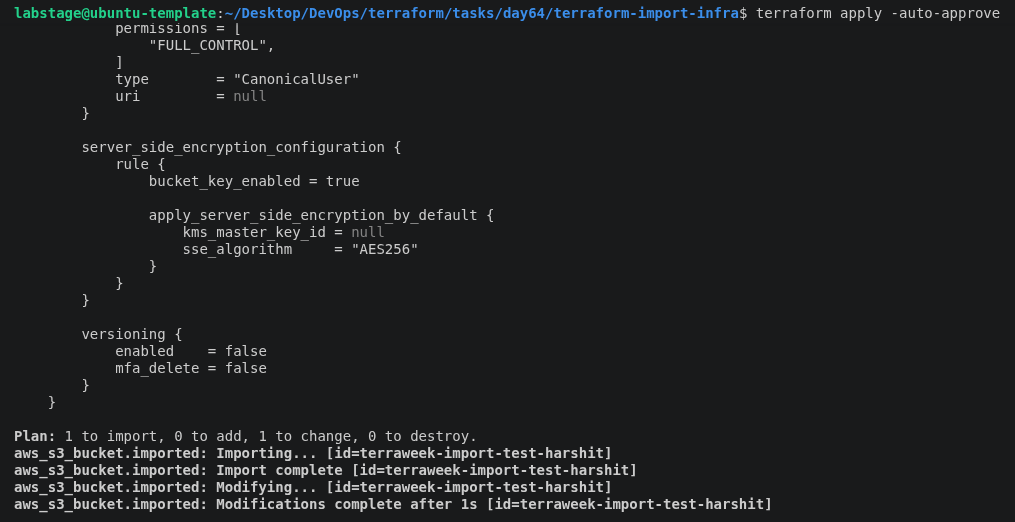 labstage@ubuntu-template:~/Desktop/DevOps/terraform/tasks/day64/terraform-import-infra$ terraform apply -auto-approve
            permissions = [
                "FULL_CONTROL",
            ]
            type        = "CanonicalUser"
            uri         = null
        }

        server_side_encryption_configuration {
            rule {
                bucket_key_enabled = true

                apply_server_side_encryption_by_default {
                    kms_master_key_id = null
                    sse_algorithm     = "AES256"
                }
            }
        }

        versioning {
            enabled    = false
            mfa_delete = false
        }
    }

Plan: 1 to import, 0 to add, 1 to change, 0 to destroy.
aws_s3_bucket.imported: Importing... [id=terraweek-import-test-harshit]
aws_s3_bucket.imported: Import complete [id=terraweek-import-test-harshit]
aws_s3_bucket.imported: Modifying... [id=terraweek-import-test-harshit]
aws_s3_bucket.imported: Modifications complete after 1s [id=terraweek-import-test-harshit]